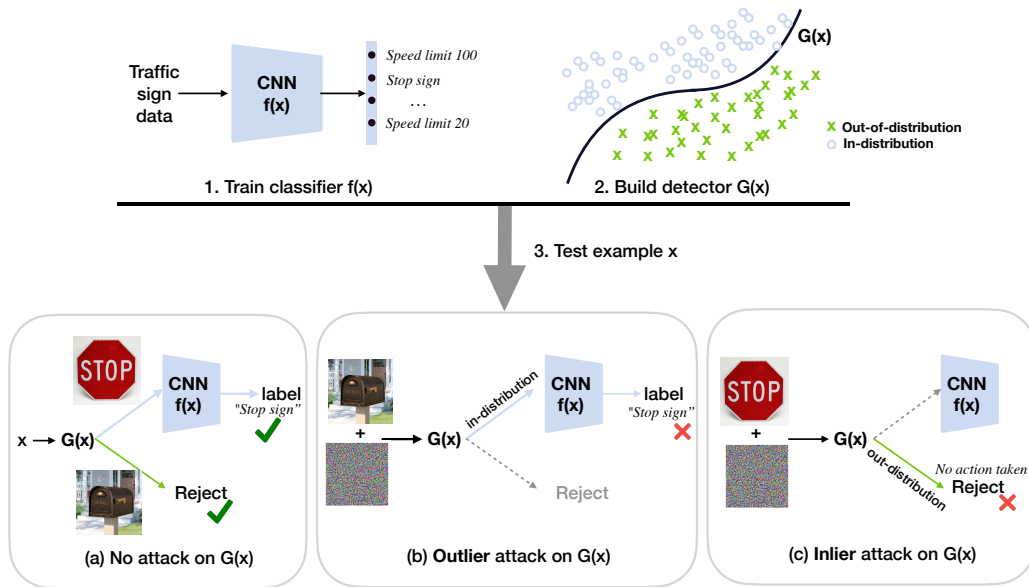 Traffic
sign
data
CNN
f(x)
Speed limit 100
Stop sign
...
Speed limit 20
1. Train classifier f(x)
G(x)
x Out-of-distribution
In-distribution
2. Build detector G(x)
3. Test example x
STOP
CNN
f(x)
label
"Stop sign"
x
G(x)
Reject
(a) No attack on G(x)
+
G(x)
in-distribution
CNN
f(x)
label
"Stop sign"
Reject
(b) Outlier attack on G(x)
STOP
+
G(x)
CNN
f(x)
out-distribution
No action taken
Reject
(c) Inlier attack on G(x)